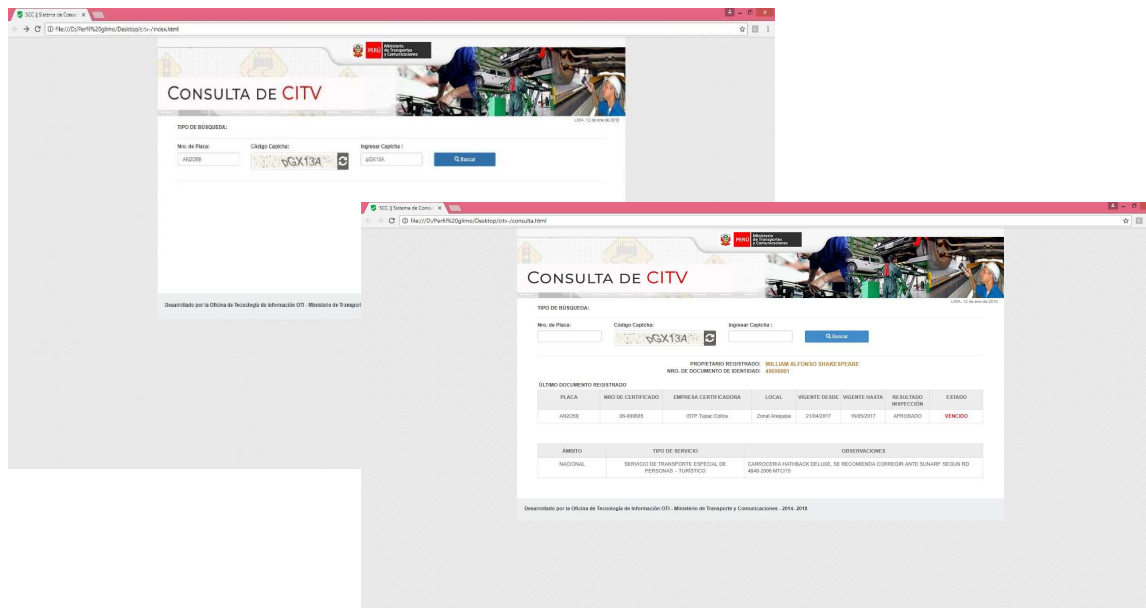 SCC || Sistema de Consu
file:///D:/Perfil%20glimo/Desktop/citv-/index.html
PERÚ Ministerio de Transportes y Comunicaciones
CONSULTA DE CITV
LIMA, 12 de ene de 2018
TIPO DE BÚSQUEDA:
Nro. de Placa: Código Captcha: Ingresar Captcha :
AN2O59 pGX13A pGX13A Buscar
Desarrollado por la Oficina de Tecnología de Información OTI - Ministerio de Transport
SCC || Sistema de Consu
file:///D:/Perfil%20glimo/Desktop/citv-/consulta.html
PERÚ Ministerio de Transportes y Comunicaciones
CONSULTA DE CITV
LIMA, 12 de ene de 2018
TIPO DE BÚSQUEDA:
Nro. de Placa: Código Captcha: Ingresar Captcha :
pGX13A Buscar
PROPIETARIO REGISTRADO: WILLIAM ALFONSO SHAKESPEARE
NRO. DE DOCUMENTO DE IDENTIDAD:
ÚLTIMO DOCUMENTO REGISTRADO
PLACA NRO DE CERTIFICADO EMPRESA CERTIFICADORA LOCAL VIGENTE DESDE VIGENTE HASTA RESULTADO INSPECCIÓN ESTADO
AN2O59 ISTP Tupac Zonal Arequipa 21/04/2017 APROBADO VENCIDO
ÁMBITO TIPO DE SERVICIO OBSERVACIONES
NACIONAL SERVICIO DE TRANSPORTE ESPECIAL DE CARROCERIA HATHBACK DELUXE, SE RECOMIENDA CORREGIR ANTE SUNARP. SEGUN RD
PERSONAS - TURÍSTICO. 4848-2006 MTC/15
Desarrollado por la Oficina de Tecnología de Información OTI - Ministerio de Transporte y Comunicaciones - 2014- 2018